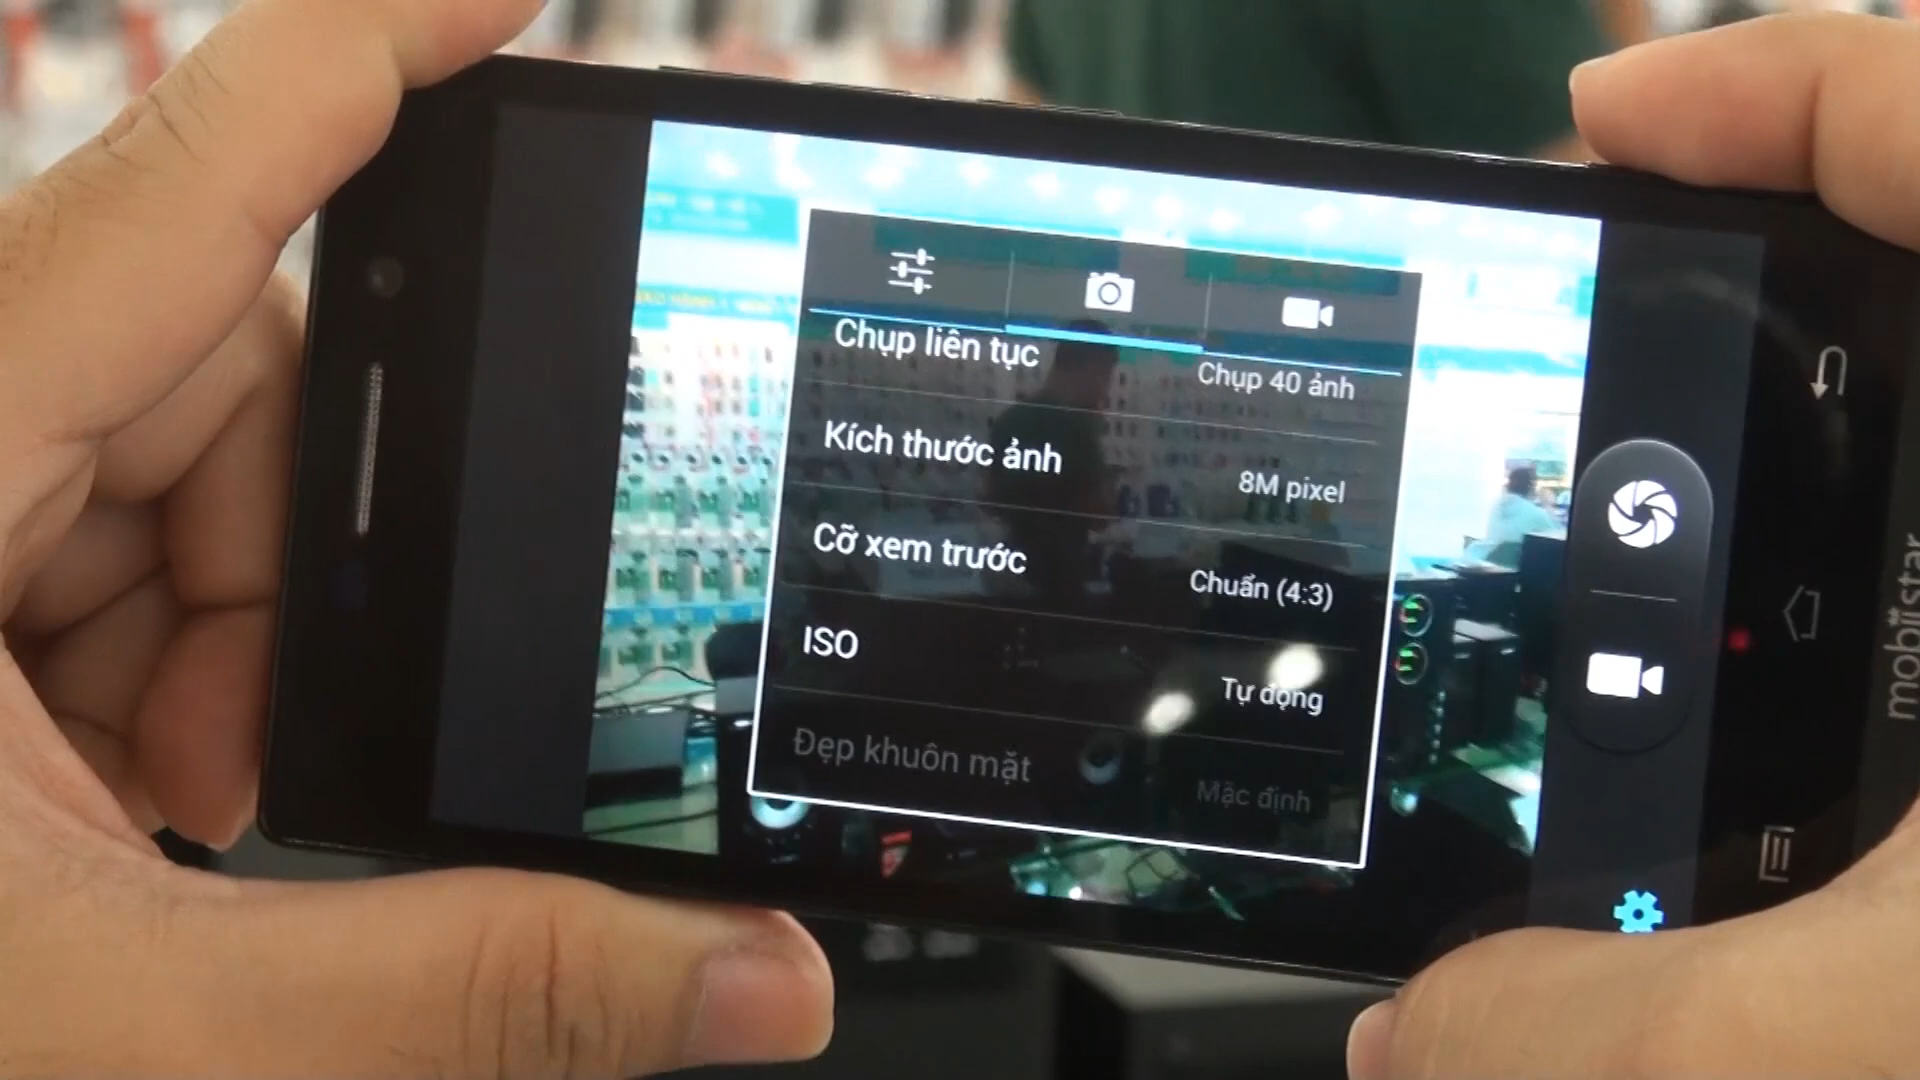 Chụp liên tục
Chụp 40 ảnh
Kích thước ảnh
8M pixel
Cỡ xem trước
Chuẩn (4:3)
ISO
Tự động
Đẹp khuôn mặt
Mặc định
mobiistar